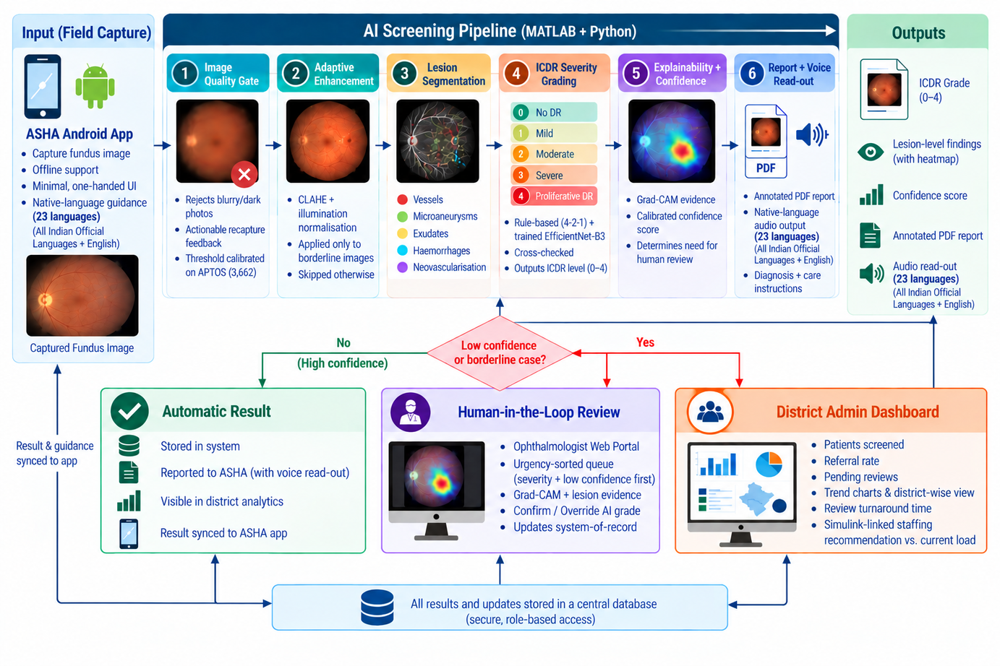 Input (Field Capture)
ASHA Android App
• Capture fundus image
• Offline support
• Minimal, one-handed UI
• Native-language guidance
(23 languages)
(All Indian Official
Languages + English)
Captured Fundus Image
AI Screening Pipeline (MATLAB + Python)
1 Image
Quality Gate
• Rejects blurry/dark
photos
• Actionable recapture
feedback
• Threshold calibrated
on APTOS (3,662)
2 Adaptive
Enhancement
• CLAHE +
illumination
normalisation
• Applied only to
borderline images
• Skipped otherwise
3 Lesion
Segmentation
Vessels
Microaneurysms
Exudates
Haemorrhages
Neovascularisation
4 ICDR Severity
Grading
0 No DR
1 Mild
2 Moderate
3 Severe
4 Proliferative DR
• Rule-based (4-2-1) +
trained EfficientNet-B3
• Cross-checked
• Outputs ICDR level (0–4)
5 Explainability +
Confidence
• Grad-CAM evidence
• Calibrated confidence
score
• Determines need for
human review
6 Report + Voice
Read-out
PDF
• Annotated PDF report
• Native-language
audio output
(23 languages)
(All Indian Official
Languages + English)
• Diagnosis + care
instructions
Outputs
ICDR Grade
(0–4)
Lesion-level findings
(with heatmap)
Confidence score
Annotated PDF report
Audio read-out
(23 languages)
(All Indian Official
Languages + English)
Low confidence
or borderline case?
No
(High confidence)
Yes
Result & guidance
synced to app
Automatic Result
Stored in system
Reported to ASHA (with voice read-out)
Visible in district analytics
Result synced to ASHA app
Human-in-the-Loop Review
• Ophthalmologist Web Portal
• Urgency-sorted queue
(severity + low confidence first)
• Grad-CAM + lesion evidence
• Confirm / Override AI grade
• Updates system-of-record
District Admin Dashboard
• Patients screened
• Referral rate
• Pending reviews
• Trend charts & district-wise view
• Review turnaround time
• Simulink-linked staffing
recommendation vs. current load
All results and updates stored in a central database
(secure, role-based access)